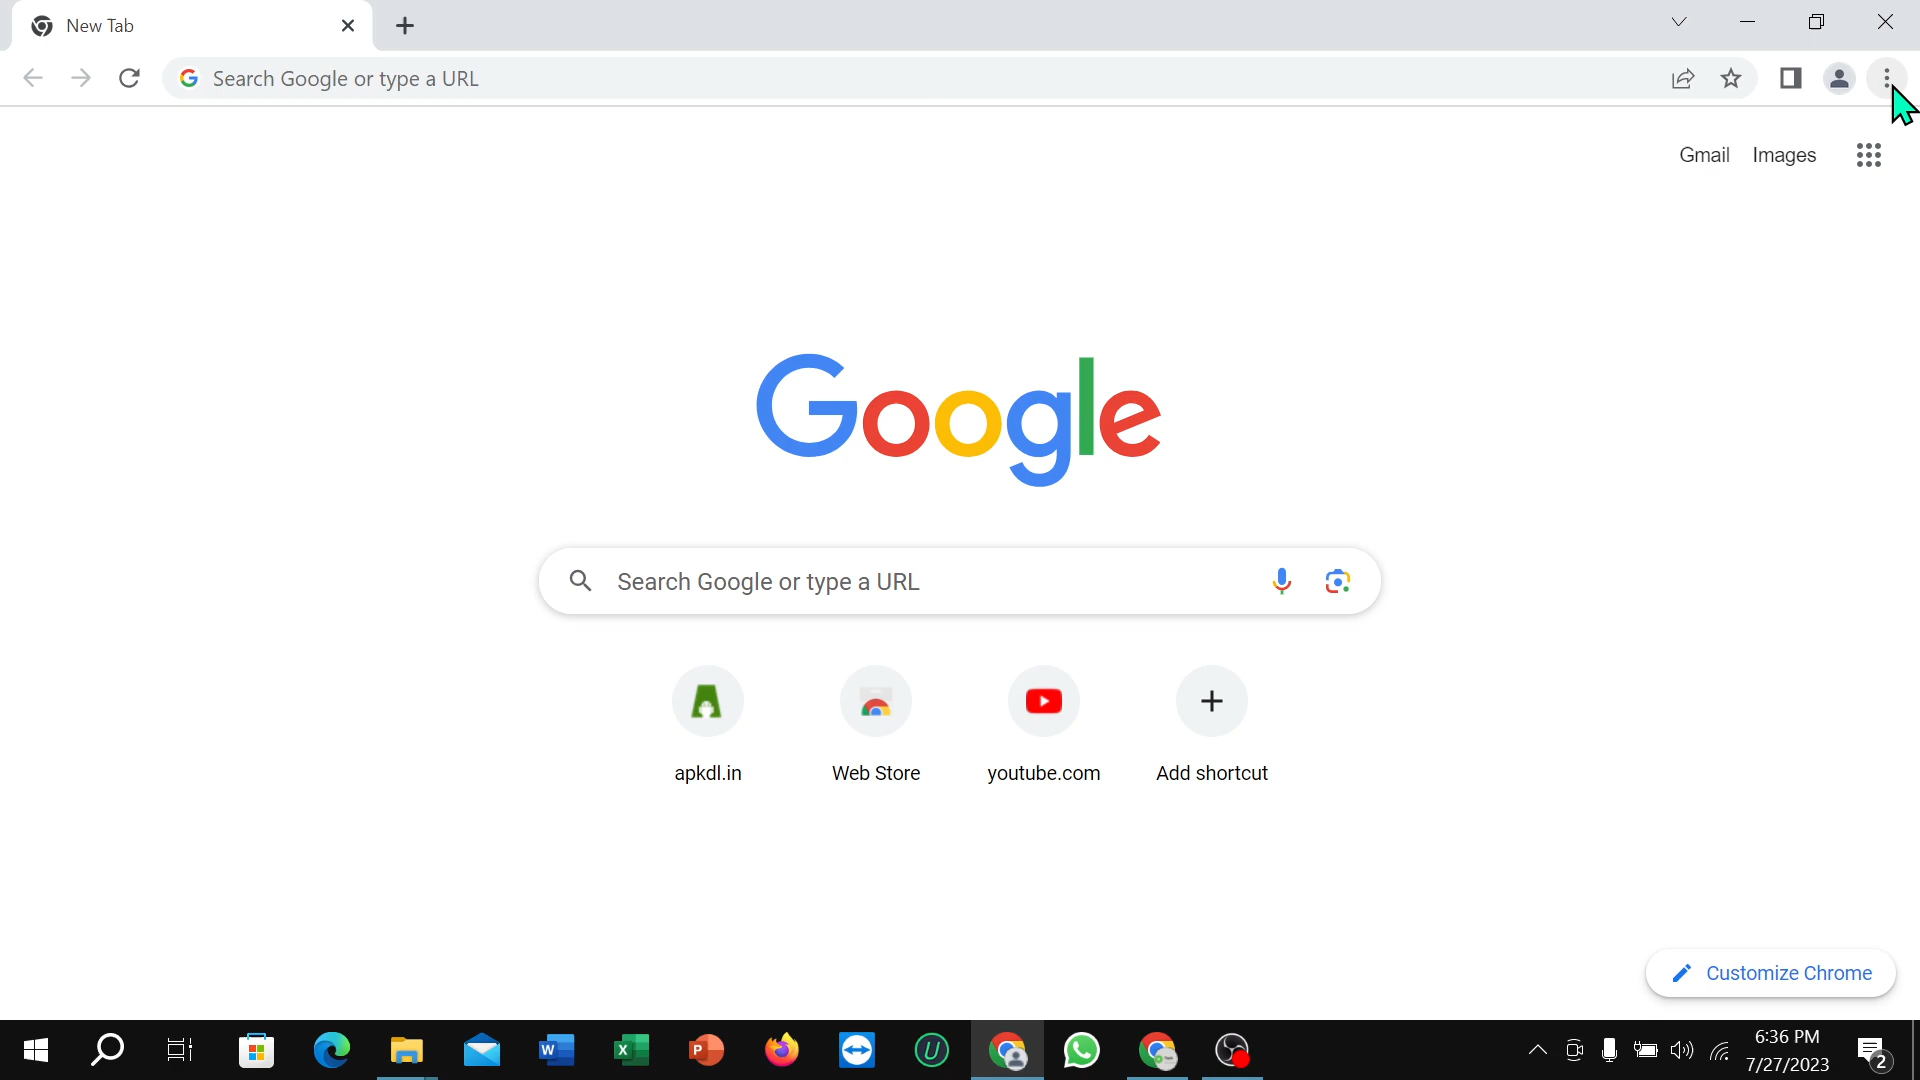 New Tab
Search Google or type a URL
Gmail Images
Google
Search Google or type a URL
apkdl.in Web Store youtube.com Add shortcut
Customize Chrome
6:36 PM
7/27/2023
2